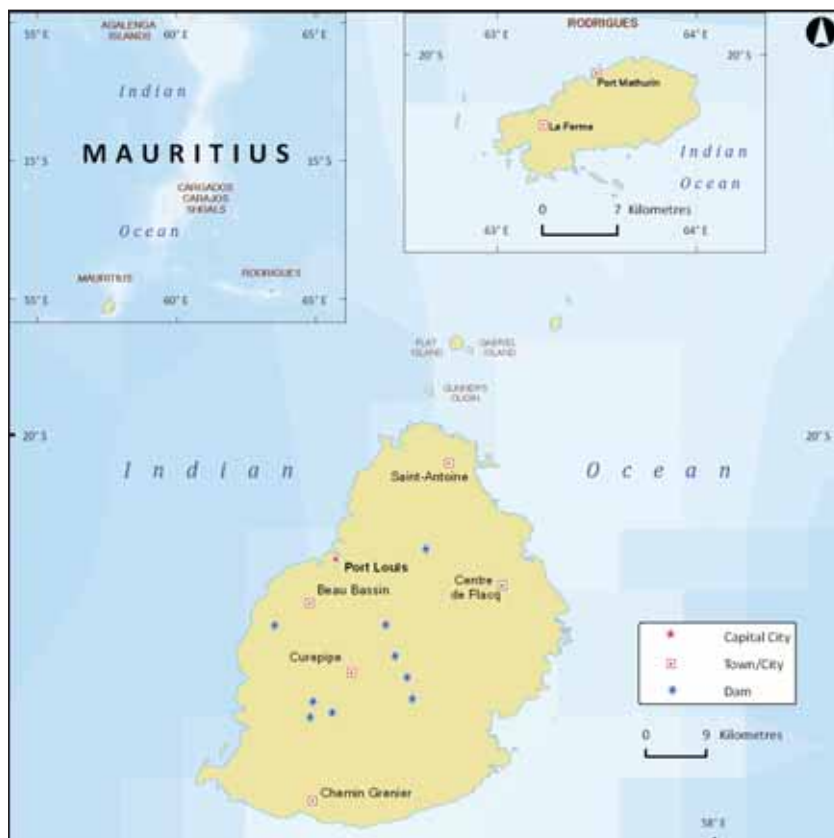 AGALENGA
ISLANDS
55° E
60° E
65° E
Indian
MAURITIUS
15° S
15° S
CARGADOS
CARAJOS
SHOALS
Ocean
MAURITIUS
RODRIGUES
55° E
60° E
65° E
RODRIGUES
63° E
64° E
20° S
20° S
Port Mathurin
La Ferme
Indian
Ocean
0 7 Kilometres
63° E
64° E
FLAT
ISLAND
GABRIEL
ISLAND
20° S
20° S
Indian
Ocean
Saint-Antoine
Port Louis
Beau Bassin
Centre
de Flacq
Curepipe
Chemin Grenier
Capital City
Town/City
Dam
0 9 Kilometres
58° E